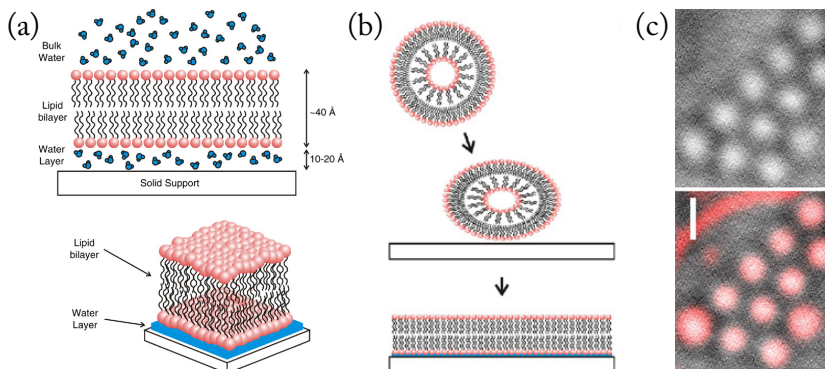 (a)
Bulk
Water
Lipid
bilayer
~40 Å
Water
Layer
10-20 Å
Solid Support
Lipid
bilayer
Water
Layer
(b)
(c)